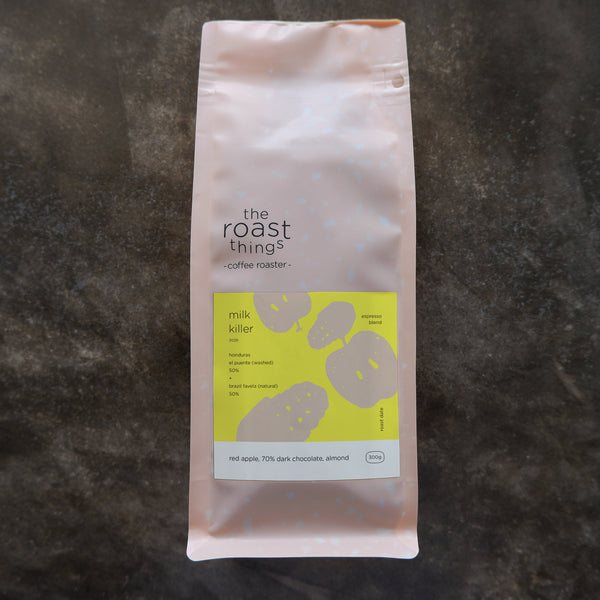 the
roast
things
-coffee roaster-
milk
killer
espresso
blend
honduras
el puente (washed)
50%
+
brazil favela (natural)
50%
roast date
red apple, 70% dark chocolate, almond
300g